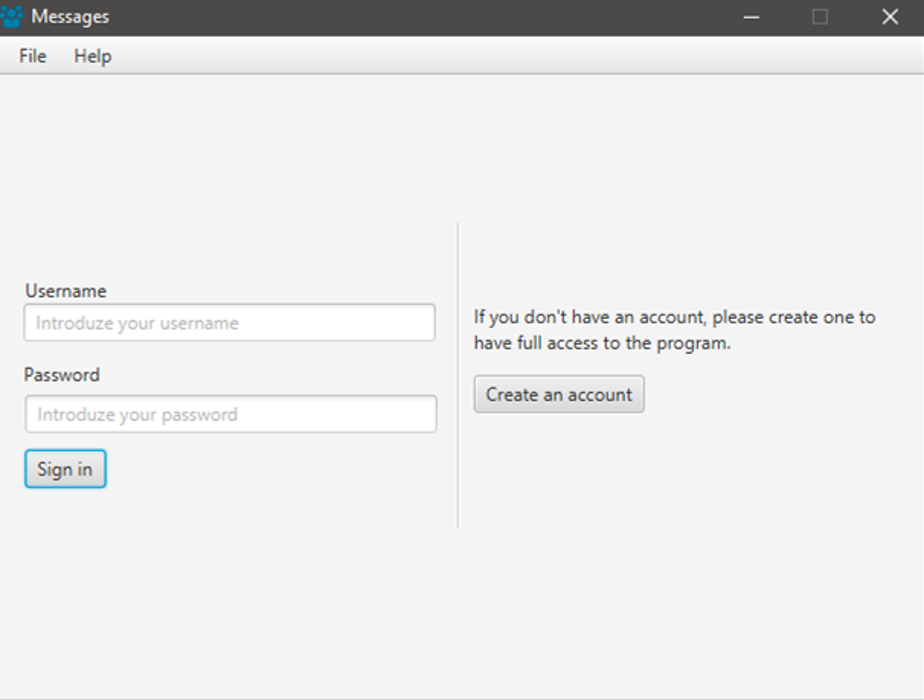 Messages
File Help
Username
Introduze your username
Password
Introduze your password
Sign in
If you don't have an account, please create one to
have full access to the program.
Create an account